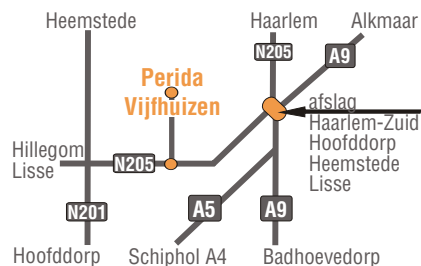 Heemstede
Haarlem
Alkmaar
N205
A9
Perida
Vijfhuizen
afslag
Haarlem-Zuid
Hoofddorp
Heemstede
Lisse
Hillegom
Lisse
N205
N201
A5
A9
Hoofddorp
Schiphol A4
Badhoevedorp